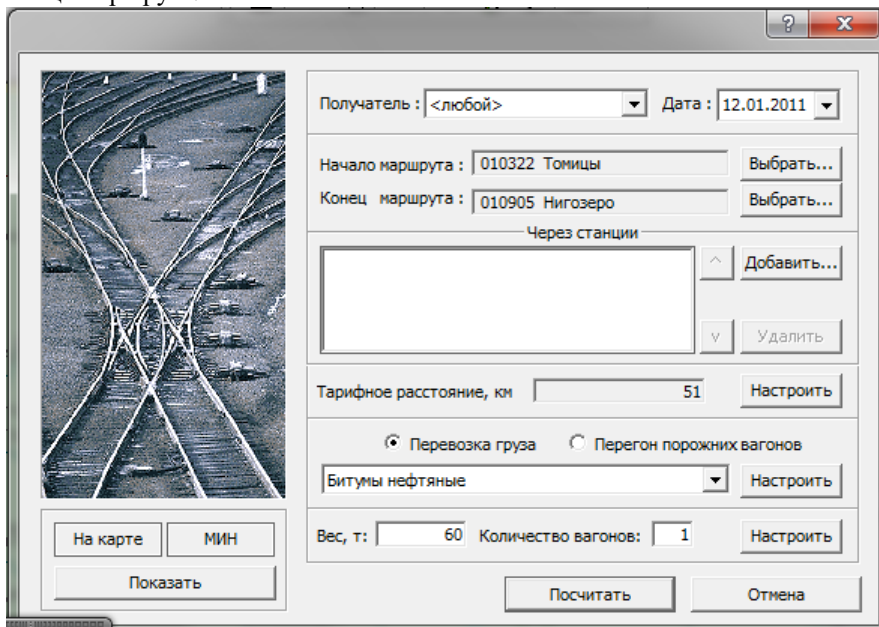 Получатель : <любой> Дата : 12.01.2011
Начало маршрута : 010322 Томицы Выбрать...
Конец маршрута : 010905 Нигозеро Выбрать...
Через станции
^ Добавить...
v Удалить
Тарифное расстояние, км 51 Настроить
Перевозка груза Перегон порожних вагонов
Битумы нефтяные Настроить
На карте МИН Вес, т: 60 Количество вагонов: 1 Настроить
Показать Посчитать Отмена